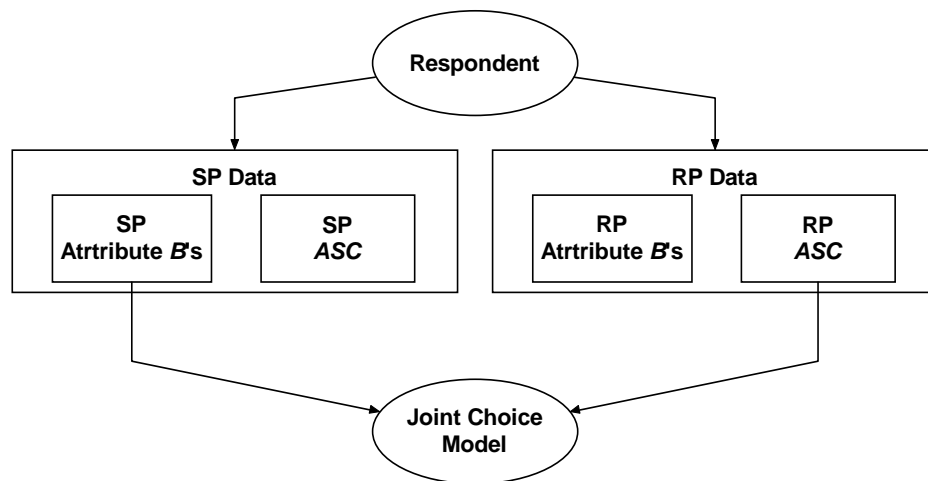 Respondent
SP Data
SP
Atrtribute B's
SP
ASC
RP Data
RP
Atrtribute B's
RP
ASC
Joint Choice
Model